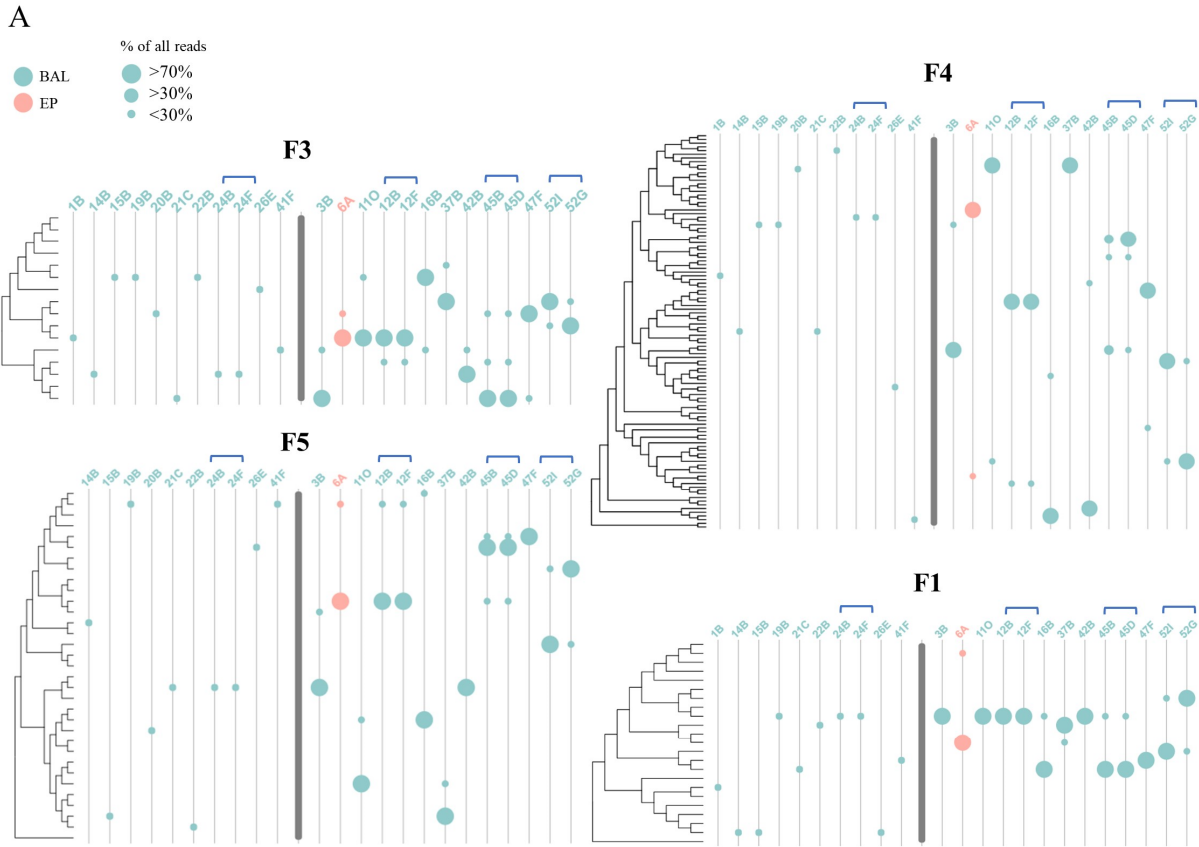 A
% of all reads
BAL
EP
>70%
>30%
<30%
F3
1B 14B 15B 19B 20B 21C 22B 24B 24F 26E 41F 3B 6A 11O 12B 12F 16B 37B 42B 45B 45D 47F 52I 52G
F4
1B 14B 15B 19B 20B 21C 22B 24B 24F 26E 41F 3B 6A 11O 12B 12F 16B 37B 42B 45B 45D 47F 52I 52G
F5
14B 15B 19B 20B 21C 22B 24B 24F 26E 41F 3B 6A 11O 12B 12F 16B 37B 42B 45B 45D 47F 52I 52G
F1
1B 14B 15B 19B 21C 22B 24B 24F 26E 41F 3B 6A 11O 12B 12F 16B 37B 42B 45B 45D 47F 52I 52G